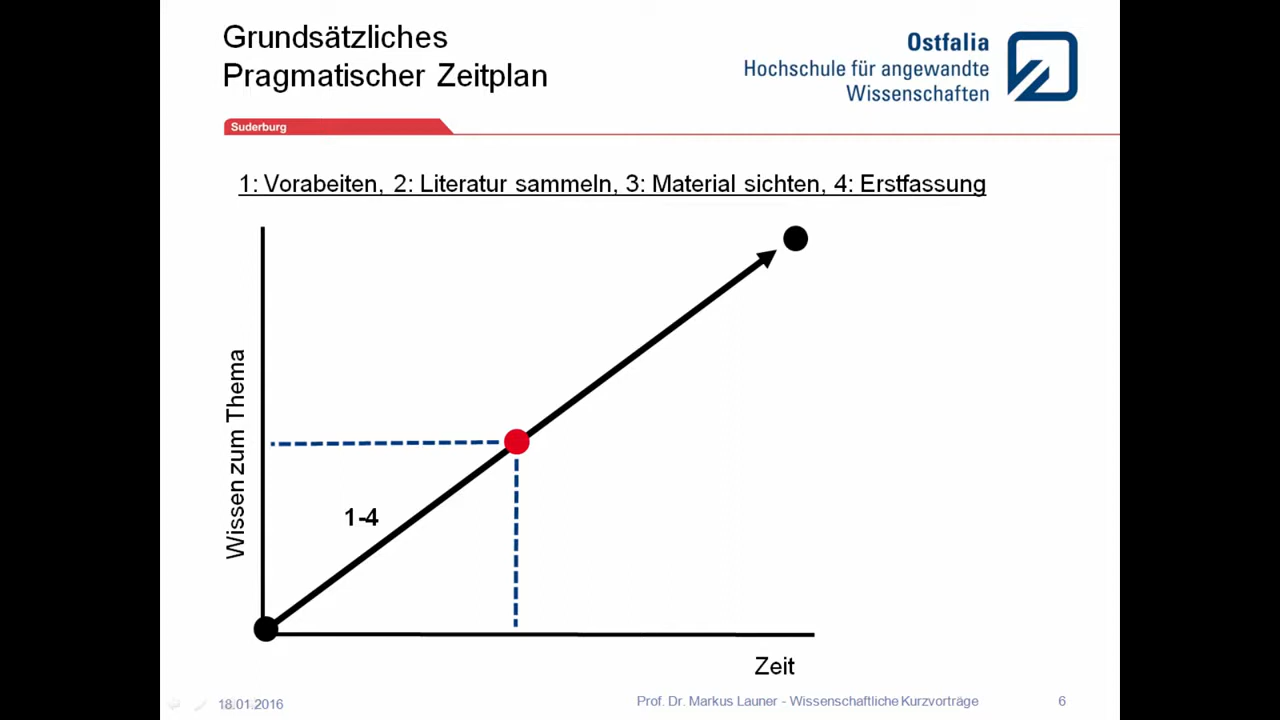 Grundsätzliches
Pragmatischer Zeitplan
Ostfalia
Hochschule für angewandte
Wissenschaften
Suderburg
1: Vorabeiten, 2: Literatur sammeln, 3: Material sichten, 4: Erstfassung
Wissen zum Thema
1-4
Zeit
18.01.2016
Prof. Dr. Markus Launer - Wissenschaftliche Kurzvorträge
6